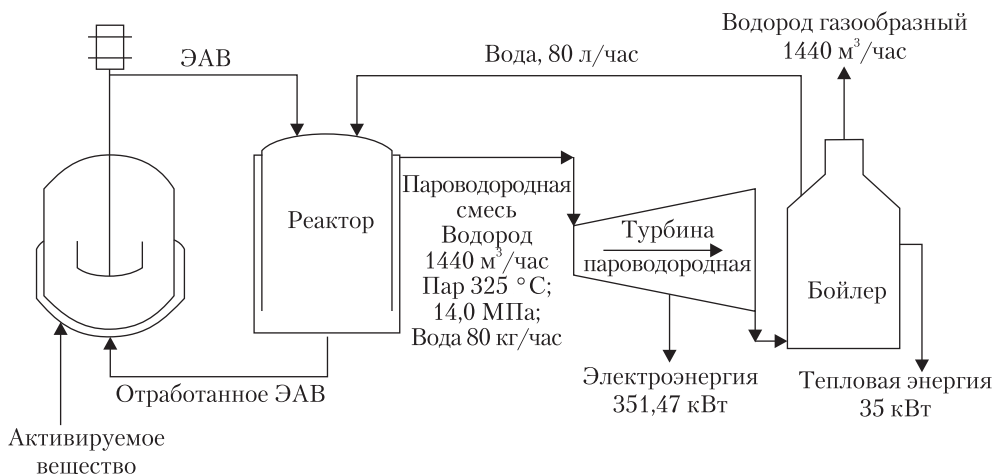 Водород газообразный
1440 м³/час
ЭАВ
Вода, 80 л/час
Реактор
Пароводородная
смесь
Водород
1440 м³/час
Пар 325 °C;
14,0 МПа;
Вода 80 кг/час
Турбина
пароводородная
Бойлер
Электроэнергия
351,47 кВт
Тепловая энергия
35 кВт
Отработанное ЭАВ
Активируемое
вещество